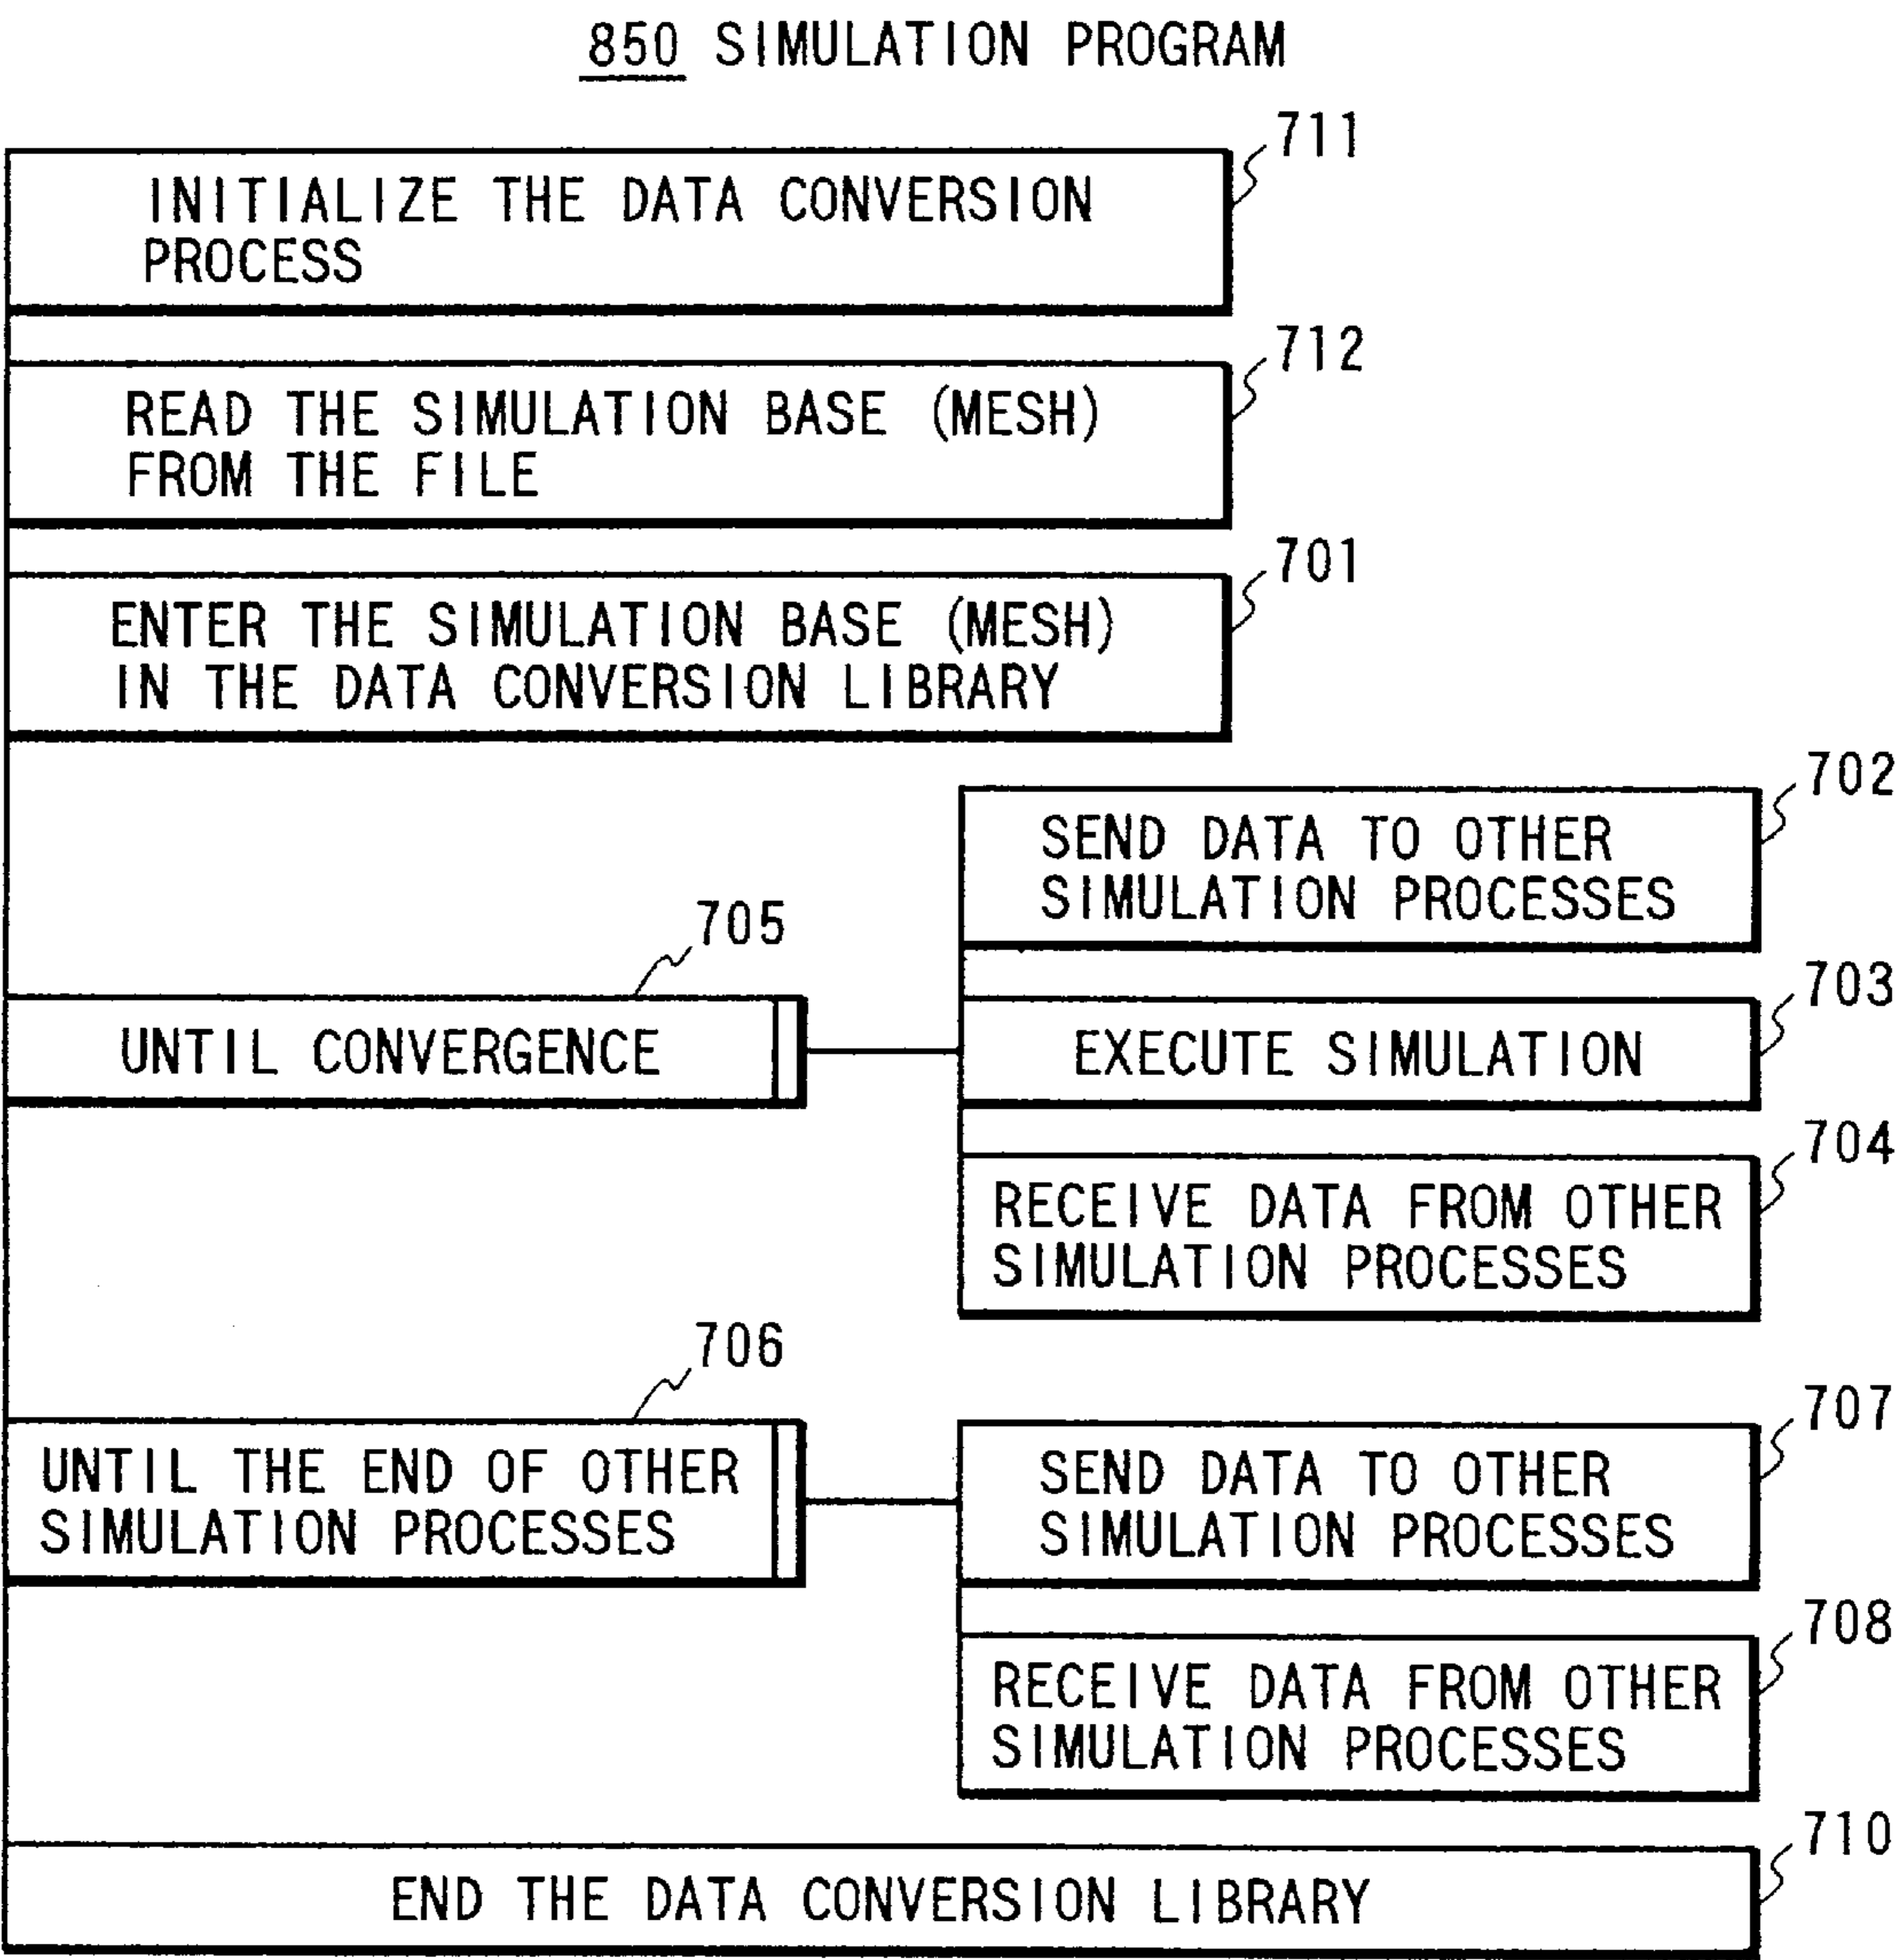 850 SIMULATION PROGRAM
711
INITIALIZE THE DATA CONVERSION
PROCESS
712
READ THE SIMULATION BASE (MESH)
FROM THE FILE
701
ENTER THE SIMULATION BASE (MESH)
IN THE DATA CONVERSION LIBRARY
702
SEND DATA TO OTHER
SIMULATION PROCESSES
705
UNTIL CONVERGENCE
703
EXECUTE SIMULATION
704
RECEIVE DATA FROM OTHER
SIMULATION PROCESSES
706
UNTIL THE END OF OTHER
SIMULATION PROCESSES
707
SEND DATA TO OTHER
SIMULATION PROCESSES
708
RECEIVE DATA FROM OTHER
SIMULATION PROCESSES
710
END THE DATA CONVERSION LIBRARY